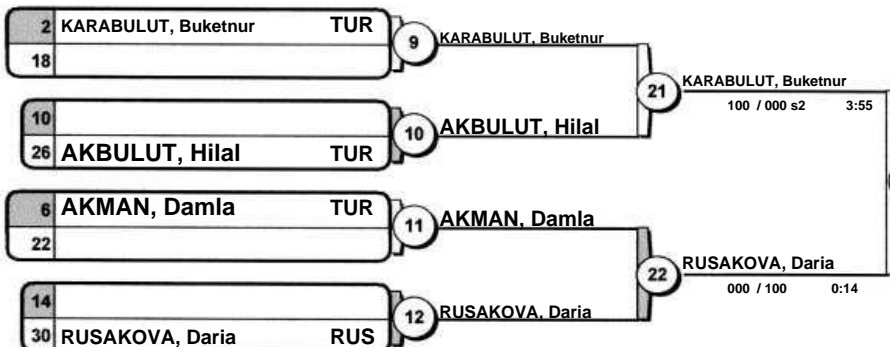 2 KARABULUT, Buketnur TUR
18
9
KARABULUT, Buketnur
10
26 AKBULUT, Hilal TUR
10
AKBULUT, Hilal
21
KARABULUT, Buketnur
100 / 000 s2 3:55
6 AKMAN, Damla TUR
22
11
AKMAN, Damla
14
30 RUSAKOVA, Daria RUS
12
RUSAKOVA, Daria
22
RUSAKOVA, Daria
000 / 100 0:14